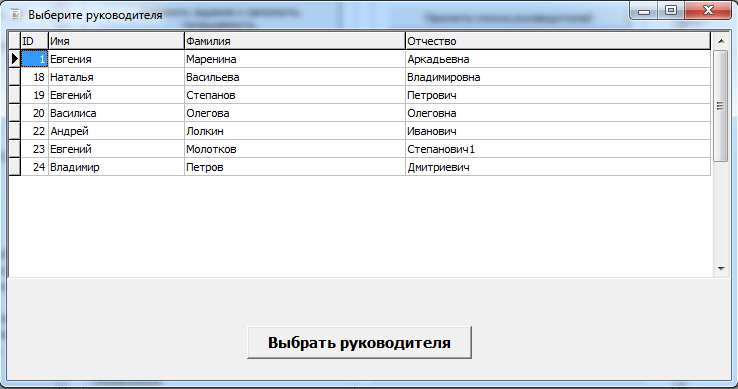 Выберите руководителя
ID Имя Фамилия Отчество
1 Евгения Маренина Аркадьевна
18 Наталья Васильева Владимировна
19 Евгений Степанов Петрович
20 Василиса Олегова Олеговна
22 Андрей Лолкин Иванович
23 Евгений Молотков Степанович1
24 Владимир Петров Дмитриевич
Выбрать руководителя